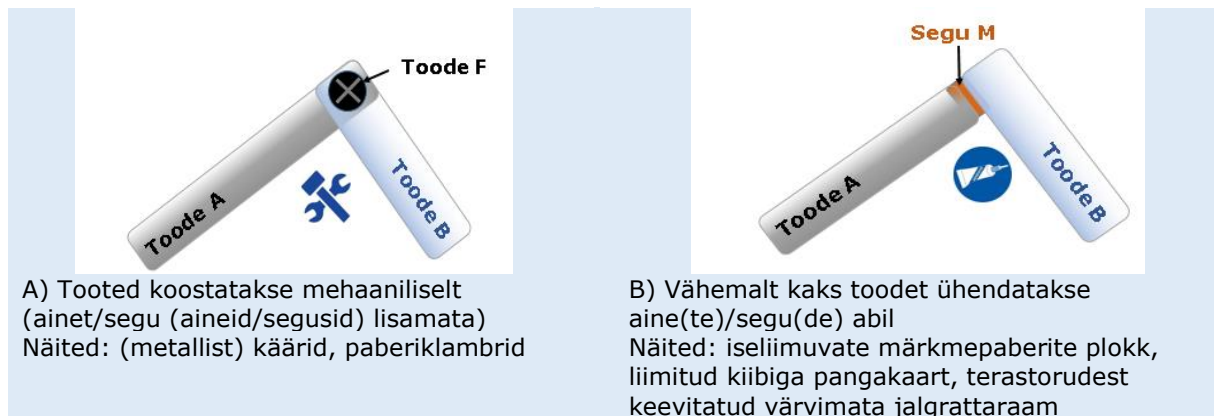 Toode F
Toode A
Toode B
A) Tooted koostatakse mehaaniliselt
(ainet/segu (aineid/segusid) lisamata)
Näited: (metallist) käärid, paberiklambrid
Segu M
Toode A
Toode B
B) Vähemalt kaks toodet ühendatakse
aine(te)/segu(de) abil
Näited: iseliimuvate märkmepaberite plokk,
liimitud kiibiga pangakaart, terastorudest
keevitatud värvimata jalgrattaraam